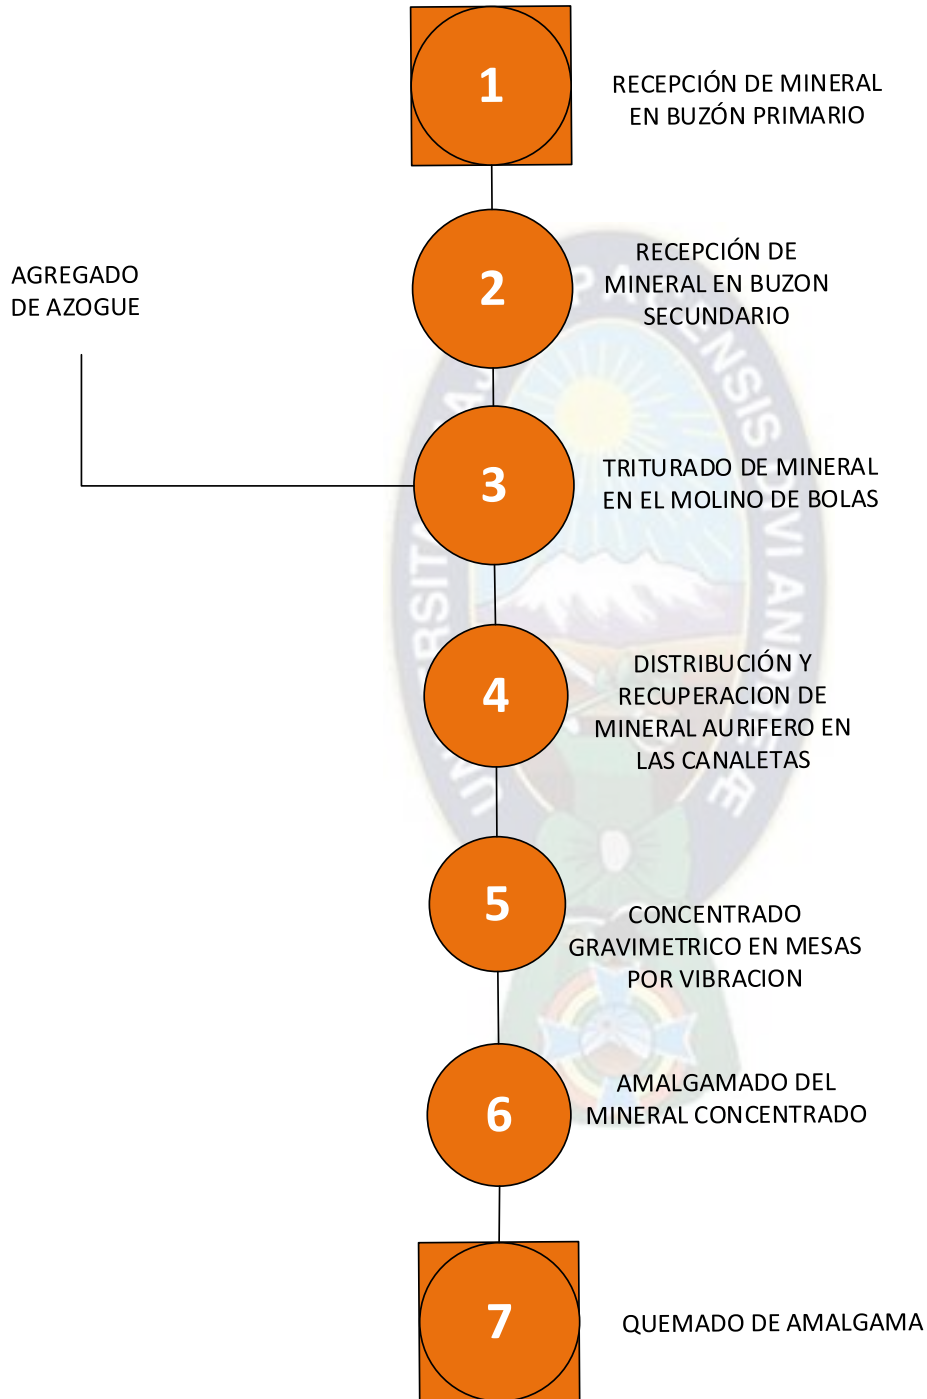 1
RECEPCIÓN DE MINERAL
EN BUZÓN PRIMARIO
2
RECEPCIÓN DE
MINERAL EN BUZON
SECUNDARIO
AGREGADO
DE AZOGUE
3
TRITURADO DE MINERAL
EN EL MOLINO DE BOLAS
4
DISTRIBUCIÓN Y
RECUPERACION DE
MINERAL AURIFERO EN
LAS CANALETAS
5
CONCENTRADO
GRAVIMETRICO EN MESAS
POR VIBRACION
6
AMALGAMADO DEL
MINERAL CONCENTRADO
7
QUEMADO DE AMALGAMA